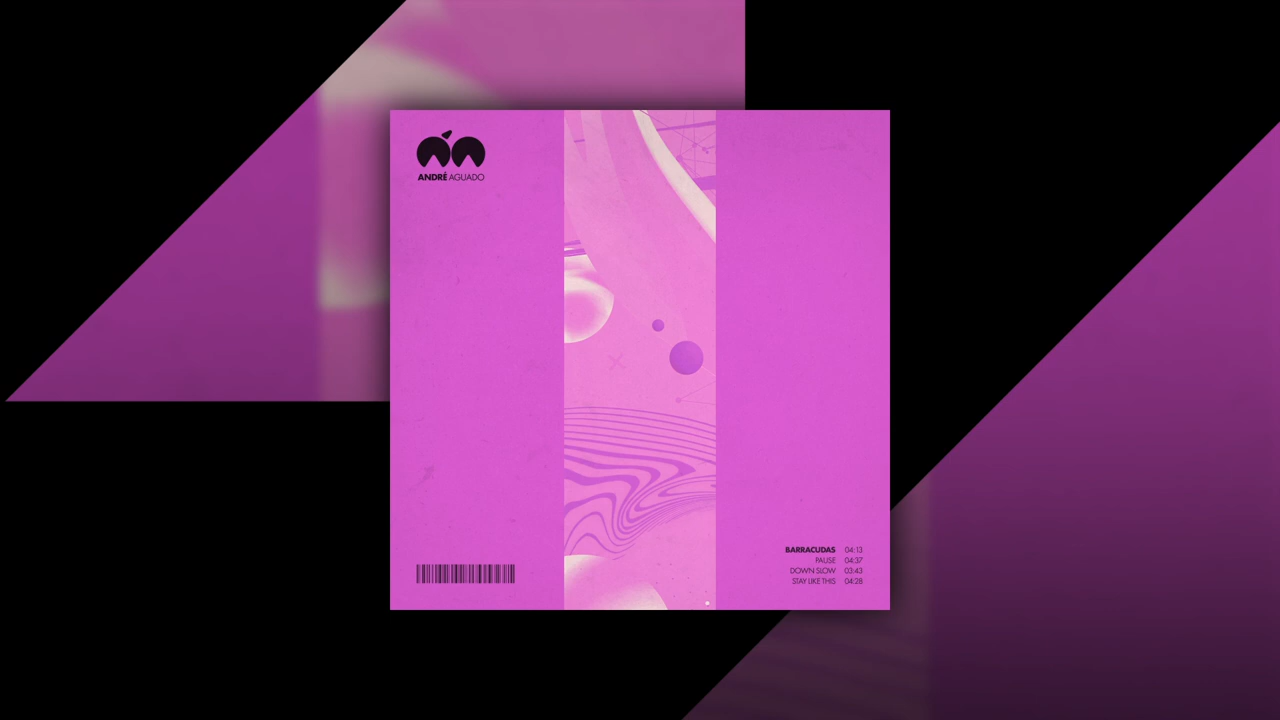 ANDRÉ AGUADO
BARRACUDAS 04:13
PAUSE 04:37
DOWN SLOW 03:43
STAY LIKE THIS 04:28